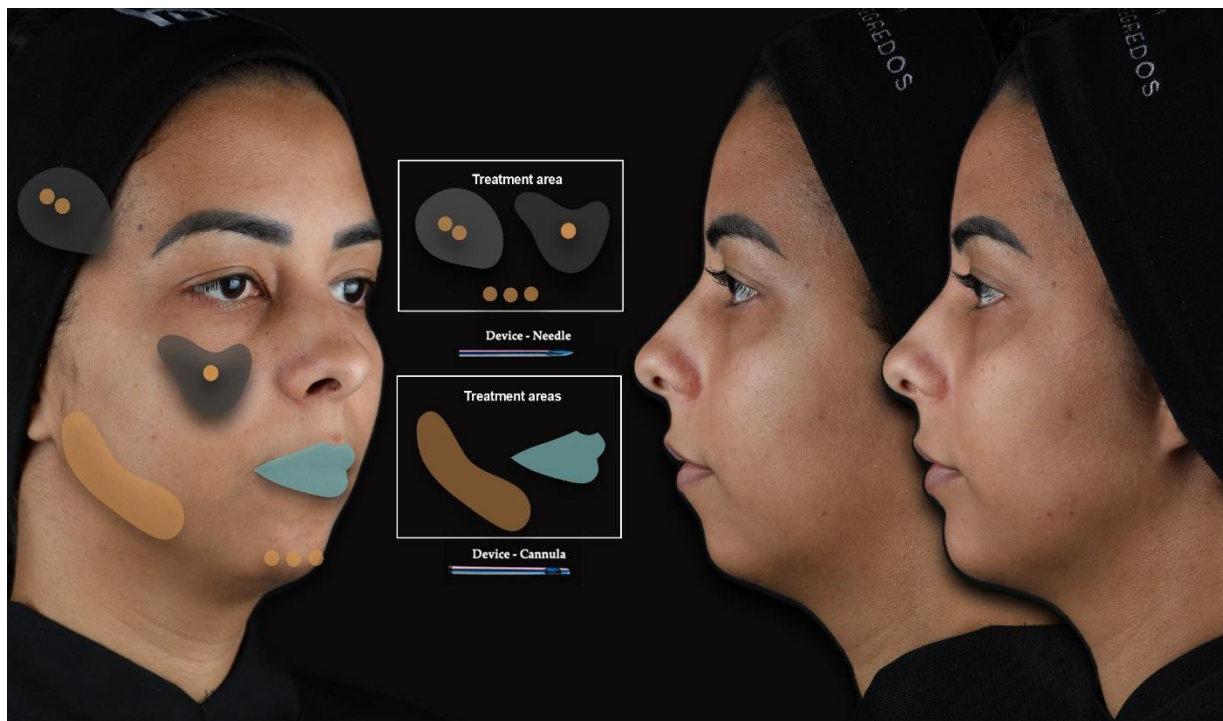 Treatment area
Device - Needle
Treatment areas
Device - Cannula